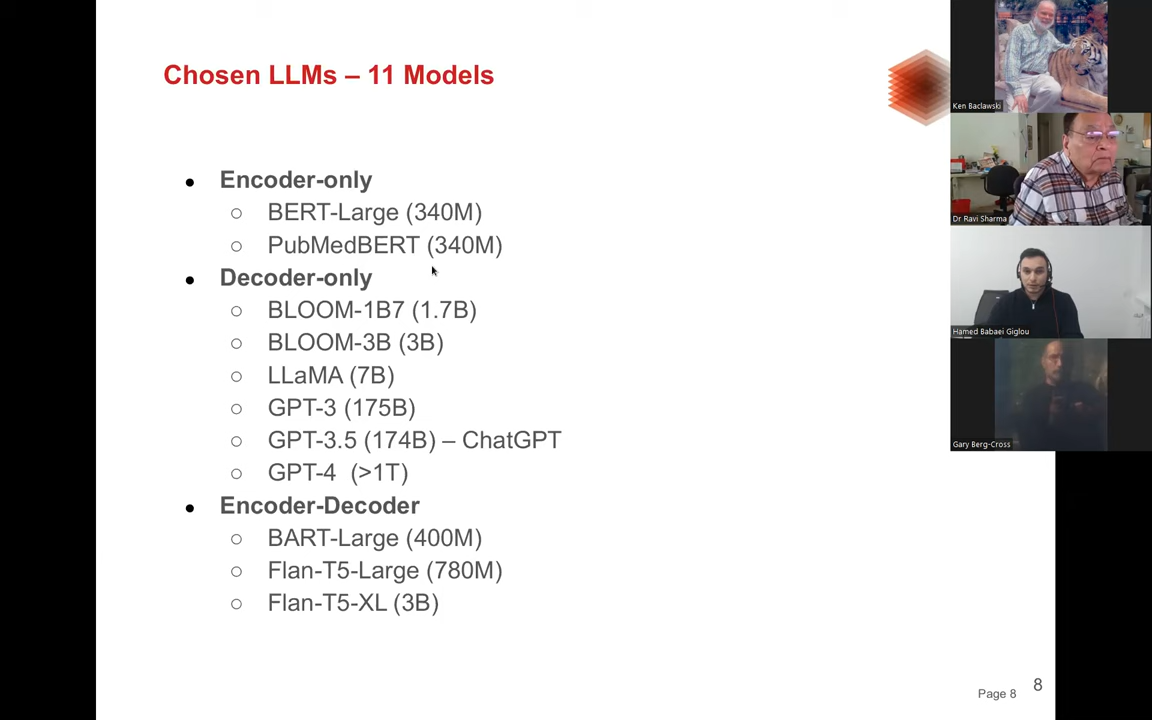 Chosen LLMs – 11 Models
● Encoder-only
○ BERT-Large (340M)
○ PubMedBERT (340M)
● Decoder-only
○ BLOOM-1B7 (1.7B)
○ BLOOM-3B (3B)
○ LLaMA (7B)
○ GPT-3 (175B)
○ GPT-3.5 (174B) – ChatGPT
○ GPT-4 (>1T)
● Encoder-Decoder
○ BART-Large (400M)
○ Flan-T5-Large (780M)
○ Flan-T5-XL (3B)
Page 8
8
Ken Baclawski
Dr Ravi Sharma
Hamed Babaei Giglou
Gary Berg-Cross